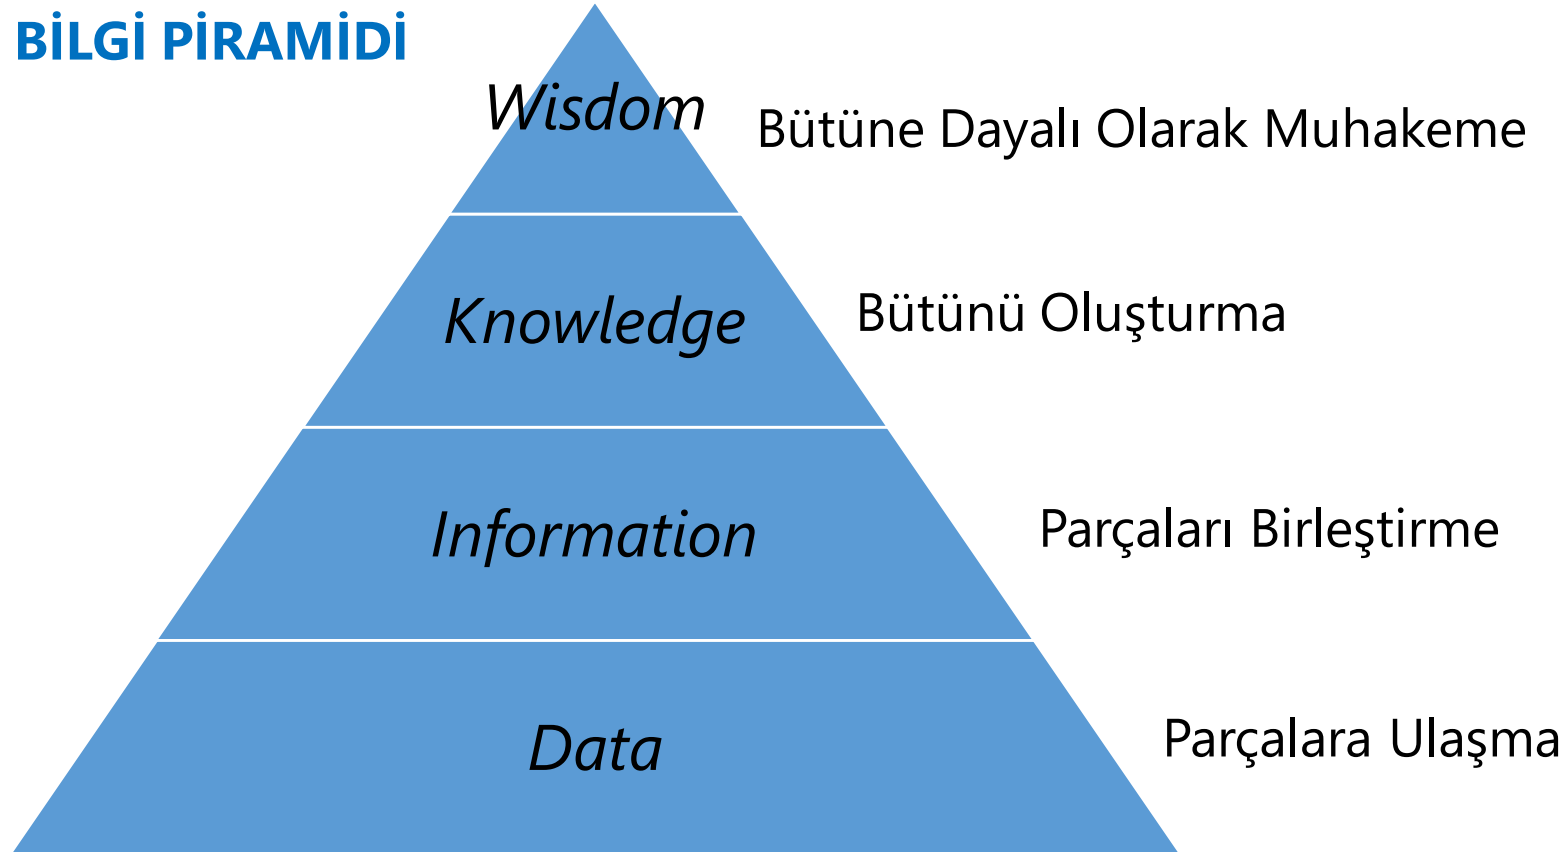 BİLGİ PİRAMİDİ
Wisdom
Bütüne Dayalı Olarak Muhakeme
Knowledge
Bütünü Oluşturma
Information
Parçaları Birleştirme
Data
Parçalara Ulaşma